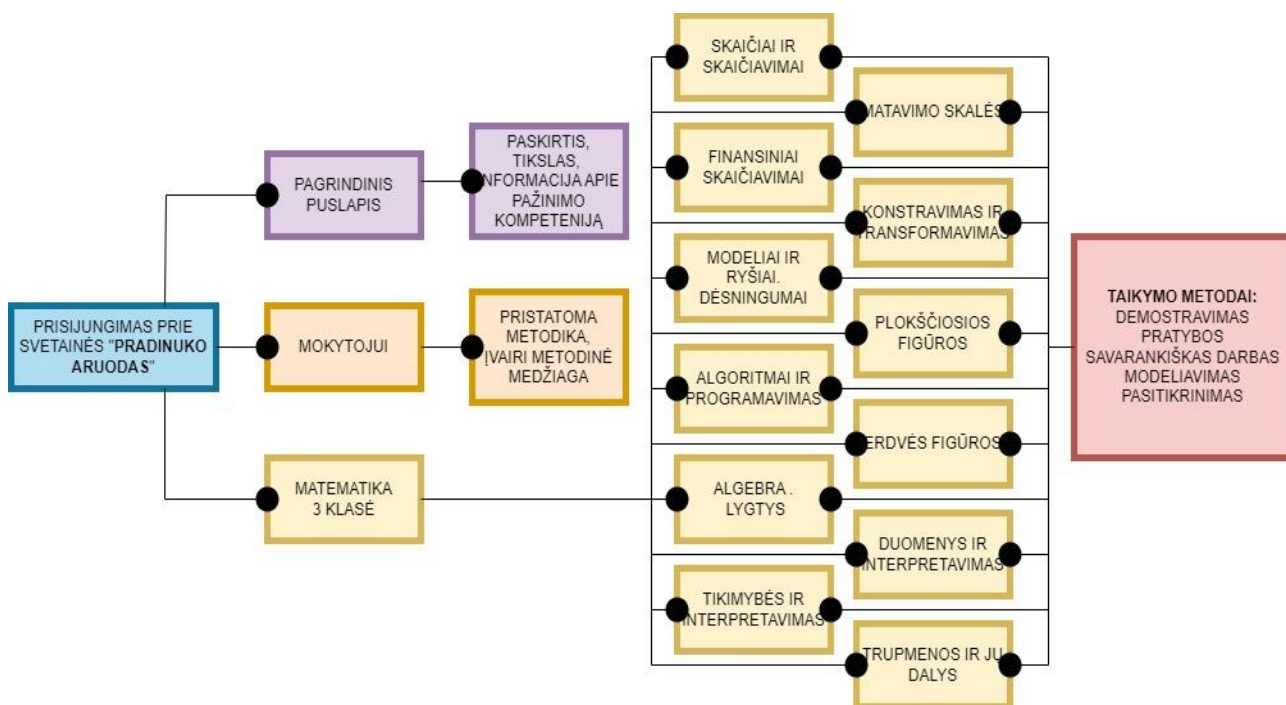 PRISIJUNGIMAS PRIE
SVETAINĖS "PRADINUKO
ARUODAS"
PAGRINDINIS
PUSLAPIS
PASKIRTIS,
TIKSLAS,
INFORMACIJA APIE
PAŽINIMO
KOMPETENIJĄ
MOKYTOJUI
PRISTATOMA
METODIKA,
ĮVAIRI METODINĖ
MEDŽIAGA
MATEMATIKA
3 KLASĖ
SKAIČIAI IR
SKAIČIAVIMAI
MATAVIMO SKALĖS
FINANSINIAI
SKAIČIAVIMAI
KONSTRAVIMAS IR
TRANSFORMAVIMAS
MODELIAI IR
RYŠIAI.
DĖSNINGUMAI
PLOKŠČIOSIOS
FIGŪROS
ALGORITMAI IR
PROGRAMAVIMAS
ERDVĖS FIGŪROS
ALGEBRA .
LYGTYS
DUOMENYS IR
INTERPRETAVIMAS
TIKIMYBĖS IR
INTERPRETAVIMAS
TRUPMENOS IR JŲ
DALYS
TAIKYMO METODAI:
DEMOSTRAVIMAS
PRATYBOS
SAVARANKIŠKAS DARBAS
MODELIAVIMAS
PASITIKRINIMAS